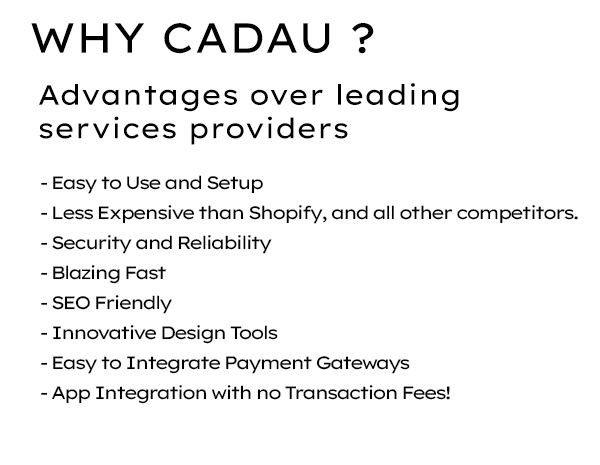 WHY CADAU ?
Advantages over leading
services providers
- Easy to Use and Setup
- Less Expensive than Shopify, and all other competitors.
- Security and Reliability
- Blazing Fast
- SEO Friendly
- Innovative Design Tools
- Easy to Integrate Payment Gateways
- App Integration with no Transaction Fees!